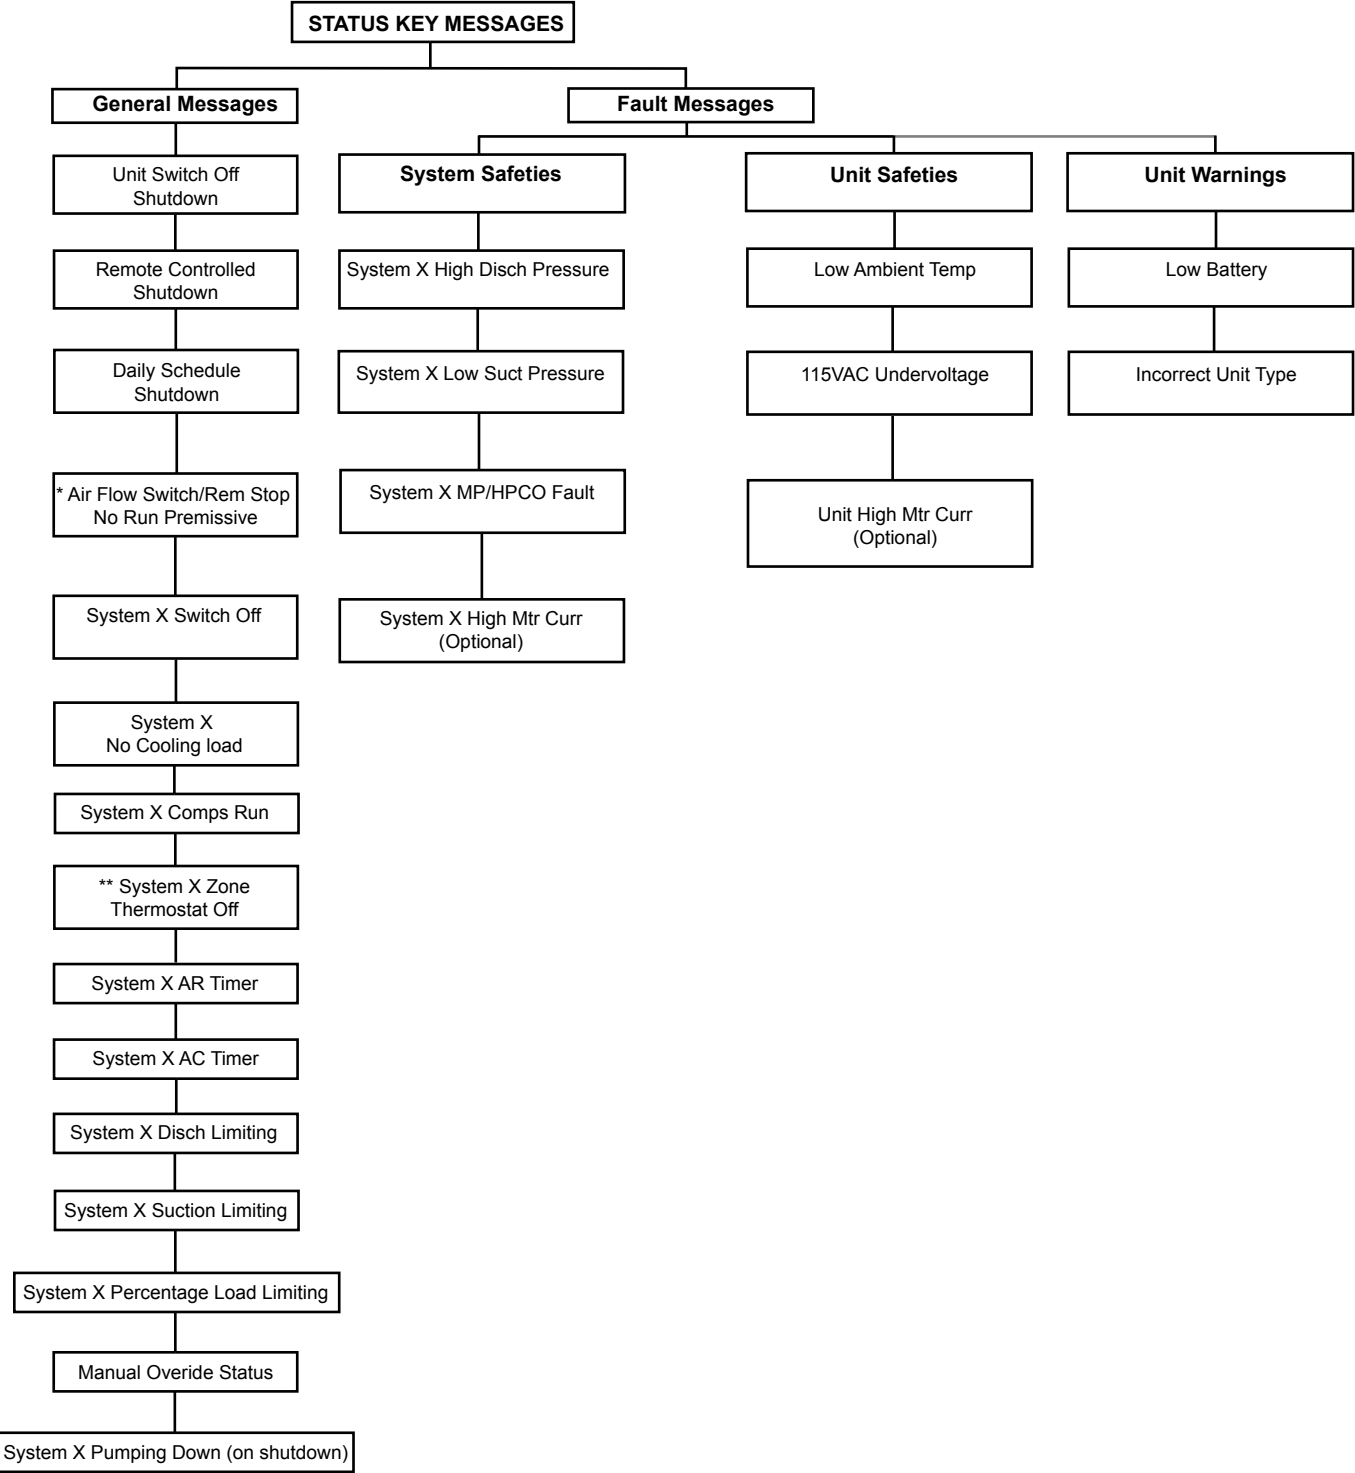 STATUS KEY MESSAGES
General Messages
Unit Switch Off
Shutdown
Remote Controlled
Shutdown
Daily Schedule
Shutdown
* Air Flow Switch/Rem Stop
No Run Premissive
System X Switch Off
System X
No Cooling load
System X Comps Run
** System X Zone
Thermostat Off
System X AR Timer
System X AC Timer
System X Disch Limiting
System X Suction Limiting
System X Percentage Load Limiting
Manual Overide Status
System X Pumping Down (on shutdown)
Fault Messages
System Safeties
System X High Disch Pressure
System X Low Suct Pressure
System X MP/HPCO Fault
System X High Mtr Curr
(Optional)
Unit Safeties
Low Ambient Temp
115VAC Undervoltage
Unit High Mtr Curr
(Optional)
Unit Warnings
Low Battery
Incorrect Unit Type